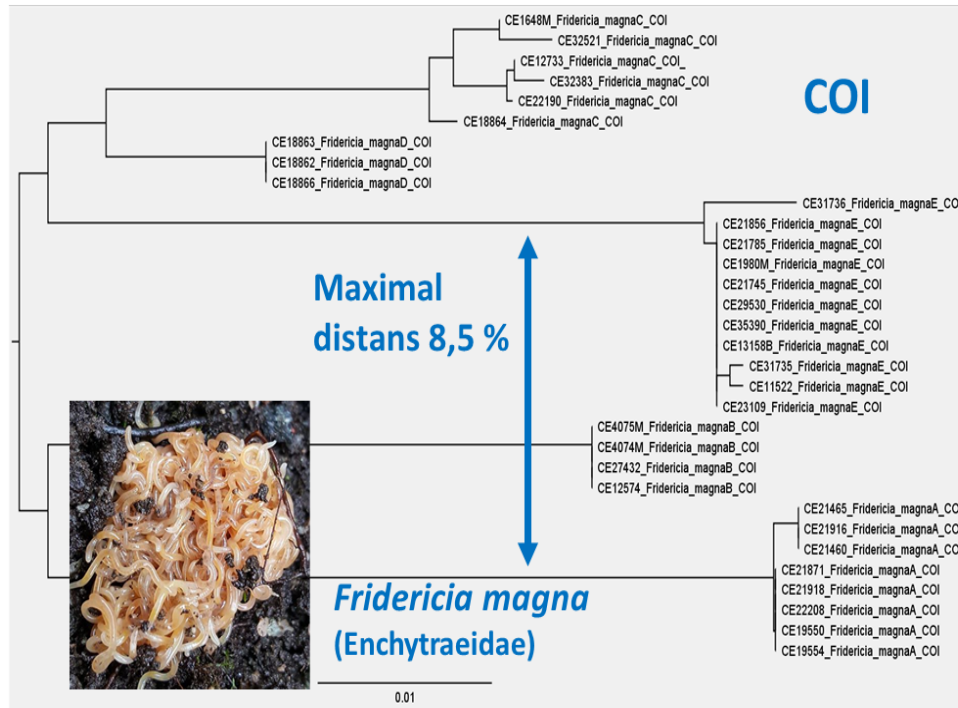 CE1648M_Fridericia_magnaC_COI
CE32521_Fridericia_magnaC_COI
CE12733_Fridericia_magnaC_COI_
CE32383_Fridericia_magnaC_COI
CE22190_Fridericia_magnaC_COI
CE18864_Fridericia_magnaC_COI
COI
CE18863_Fridericia_magnaD_COI
CE18862_Fridericia_magnaD_COI
CE18866_Fridericia_magnaD_COI
CE31736_Fridericia_magnaE_CO
CE21856_Fridericia_magnaE_COI
CE21785_Fridericia_magnaE_COI
CE1980M_Fridericia_magnaE_COI
CE21745_Fridericia_magnaE_COI
CE29530_Fridericia_magnaE_COI
CE35390_Fridericia_magnaE_COI
CE13158B_Fridericia_magnaE_COI
CE31735_Fridericia_magnaE_COI
CE11522_Fridericia_magnaE_COI
CE23109_Fridericia_magnaE_COI
Maximal
distans 8,5 %
CE4075M_Fridericia_magnaB_COI
CE4074M_Fridericia_magnaB_COI
CE27432_Fridericia_magnaB_COI
CE12574_Fridericia_magnaB_COI
CE21465_Fridericia_magnaA_CO
CE21916_Fridericia_magnaA_CO
CE21460_Fridericia_magnaA_CO
CE21871_Fridericia_magnaA_COI
CE21918_Fridericia_magnaA_COI
CE22208_Fridericia_magnaA_COI
CE19550_Fridericia_magnaA_COI
CE19554_Fridericia_magnaA_COI
Fridericia magna
(Enchytraeidae)
0.01